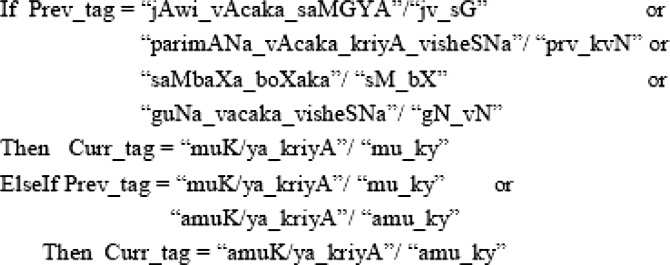 If Prev_tag = “jAwi_vAcaka_saMGYA”/“jv_sG” or
“parimANa_vAcaka_kriyA_visheSNa”/ “prv_kvN” or
“saMbaXa_boXaka”/ “sM_bX” or
“guNa_vacaka_visheSNa”/ “gN_vN”
Then Curr_tag = “muK/ya_kriyA”/ “mu_ky”
ElseIf Prev_tag = “muK/ya_kriyA”/ “mu_ky” or
“amuK/ya_kriyA”/ “amu_ky”
Then Curr_tag = “amuK/ya_kriyA”/ “amu_ky”